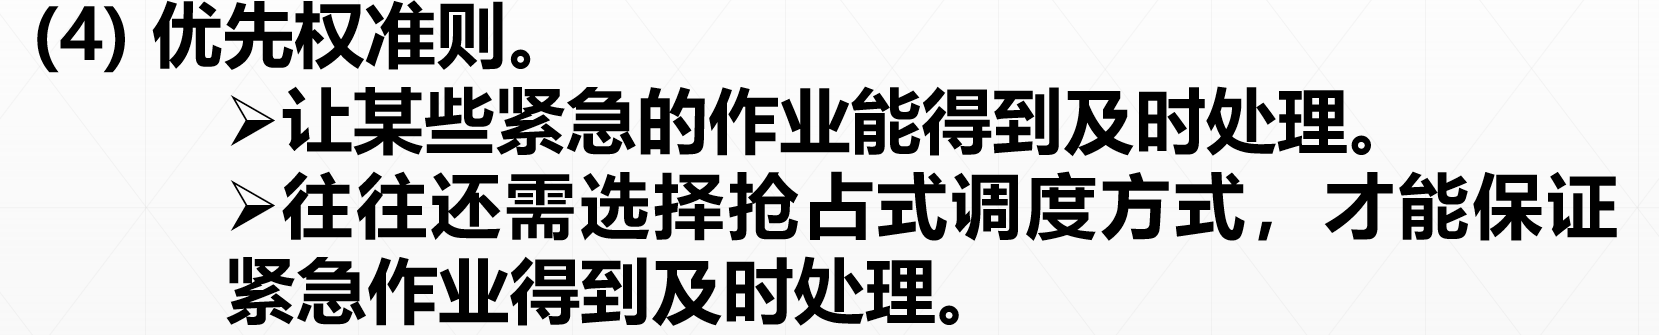 (4) 优先权准则。
➢让某些紧急的作业能得到及时处理。
➢往往还需选择抢占式调度方式，才能保证
紧急作业得到及时处理。